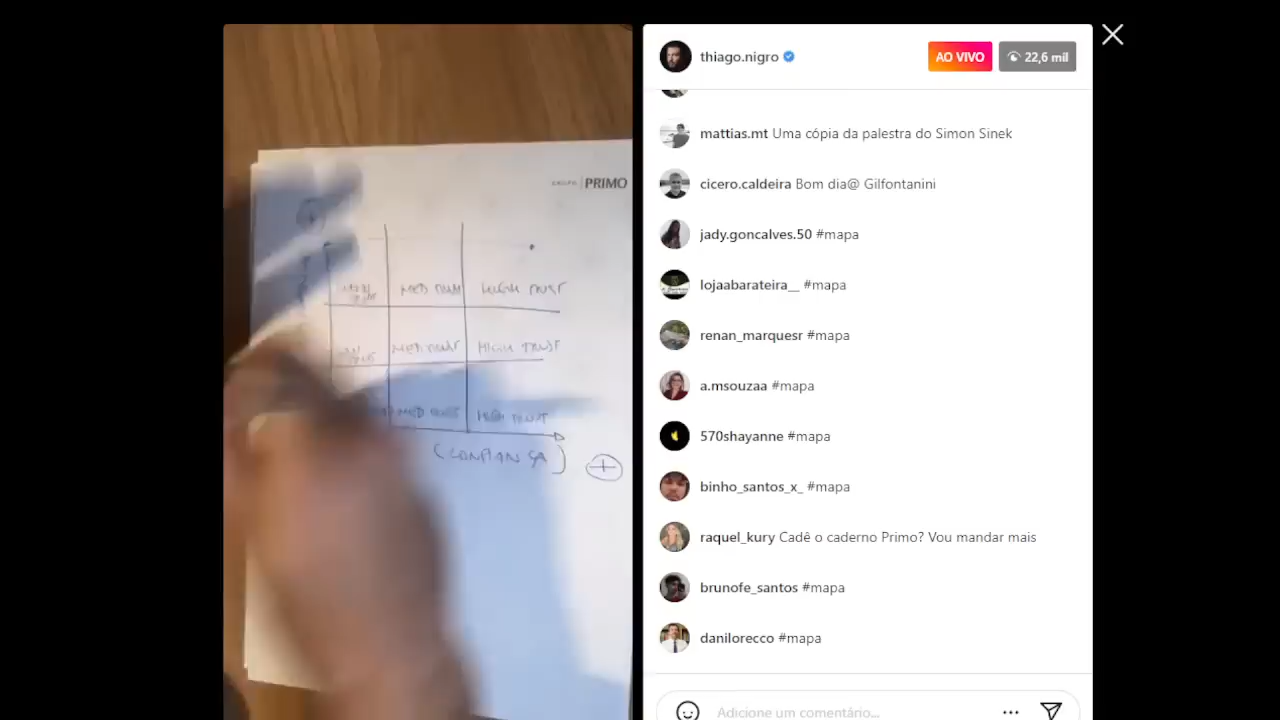 thiago.nigro
AO VIVO
22,6 mil
mattias.mt Uma cópia da palestra do Simon Sinek
cicero.caldeira Bom dia@ Gilfontanini
jady.goncalves.50 #mapa
lojaabarateira__ #mapa
renan_marquesr #mapa
a.msouzaa #mapa
570shayanne #mapa
binho_santos_x_ #mapa
raquel_kury Cadê o caderno Primo? Vou mandar mais
brunofe_santos #mapa
danilorecco #mapa
Adicione um comentário...
PRIMO
+
HIGH TRUST
MED TRUST HIGH TRUST
MED TRUST HIGH TRUST
(CONFIANÇA) +